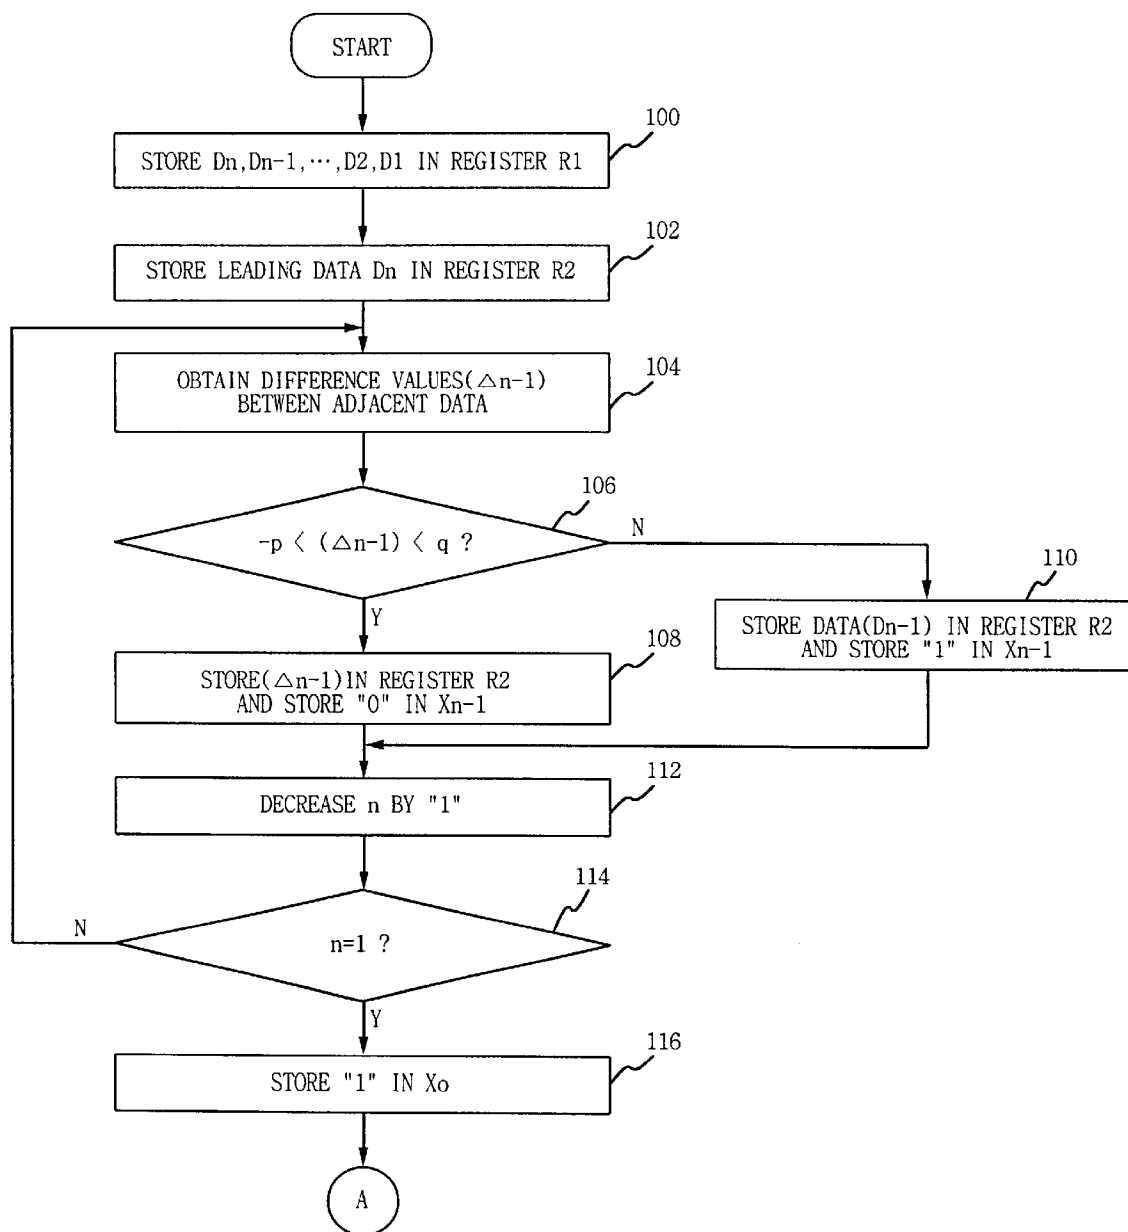 START
100
STORE Dn,Dn-1,⋯,D2,D1 IN REGISTER R1
102
STORE LEADING DATA Dn IN REGISTER R2
104
OBTAIN DIFFERENCE VALUES(△n-1)
BETWEEN ADJACENT DATA
106
-p < (△n-1) < q ?
N
Y
110
STORE DATA(Dn-1) IN REGISTER R2
AND STORE "1" IN Xn-1
108
STORE(△n-1)IN REGISTER R2
AND STORE "0" IN Xn-1
112
DECREASE n BY "1"
114
N
n=1 ?
Y
116
STORE "1" IN Xo
A